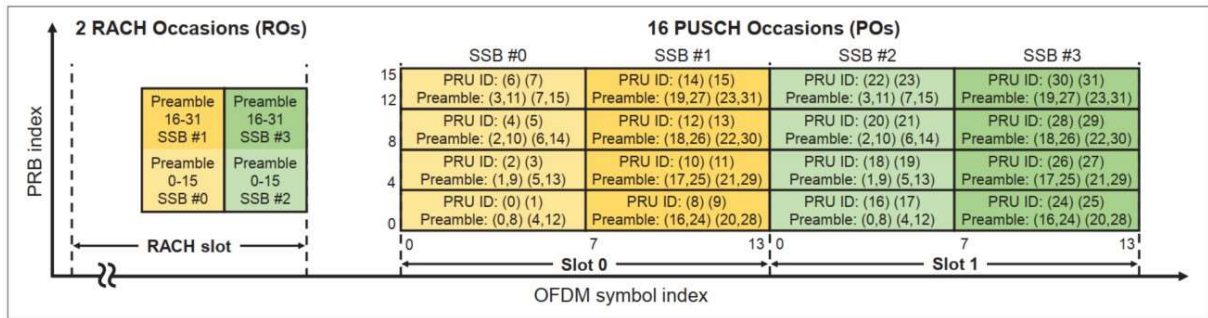 2 RACH Occasions (ROs)
16 PUSCH Occasions (POs)
SSB #0
SSB #1
SSB #2
SSB #3
PRB index
Preamble
16-31
SSB #1
Preamble
16-31
SSB #3
Preamble
0-15
SSB #0
Preamble
0-15
SSB #2
RACH slot
15
12
8
4
0
PRU ID: (6) (7)
Preamble: (3,11) (7,15)
PRU ID: (14) (15)
Preamble: (19,27) (23,31)
PRU ID: (22) (23)
Preamble: (3,11) (7,15)
PRU ID: (30) (31)
Preamble: (19,27) (23,31)
PRU ID: (4) (5)
Preamble: (2,10) (6,14)
PRU ID: (12) (13)
Preamble: (18,26) (22,30)
PRU ID: (20) (21)
Preamble: (2,10) (6,14)
PRU ID: (28) (29)
Preamble: (18,26) (22,30)
PRU ID: (2) (3)
Preamble: (1,9) (5,13)
PRU ID: (10) (11)
Preamble: (17,25) (21,29)
PRU ID: (18) (19)
Preamble: (1,9) (5,13)
PRU ID: (26) (27)
Preamble: (17,25) (21,29)
PRU ID: (0) (1)
Preamble: (0,8) (4,12)
PRU ID: (8) (9)
Preamble: (16,24) (20,28)
PRU ID: (16) (17)
Preamble: (0,8) (4,12)
PRU ID: (24) (25)
Preamble: (16,24) (20,28)
0
7
13
0
7
13
Slot 0
Slot 1
OFDM symbol index